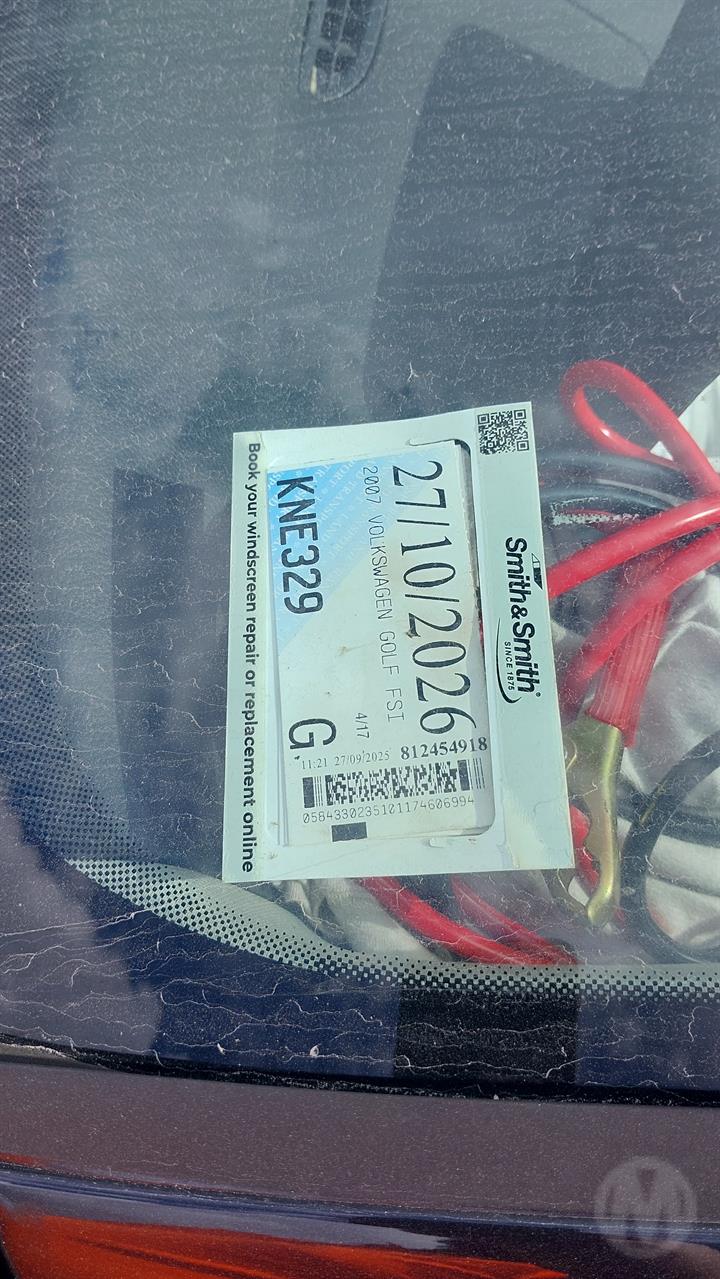 Smith&Smith®
SINCE 1875
27/10/2026
2007 VOLKSWAGEN GOLF FSI
4/17
KNE329
G
11:21 27/09/2025 812454918
0584330235101174606994
Book your windscreen repair or replacement online
M